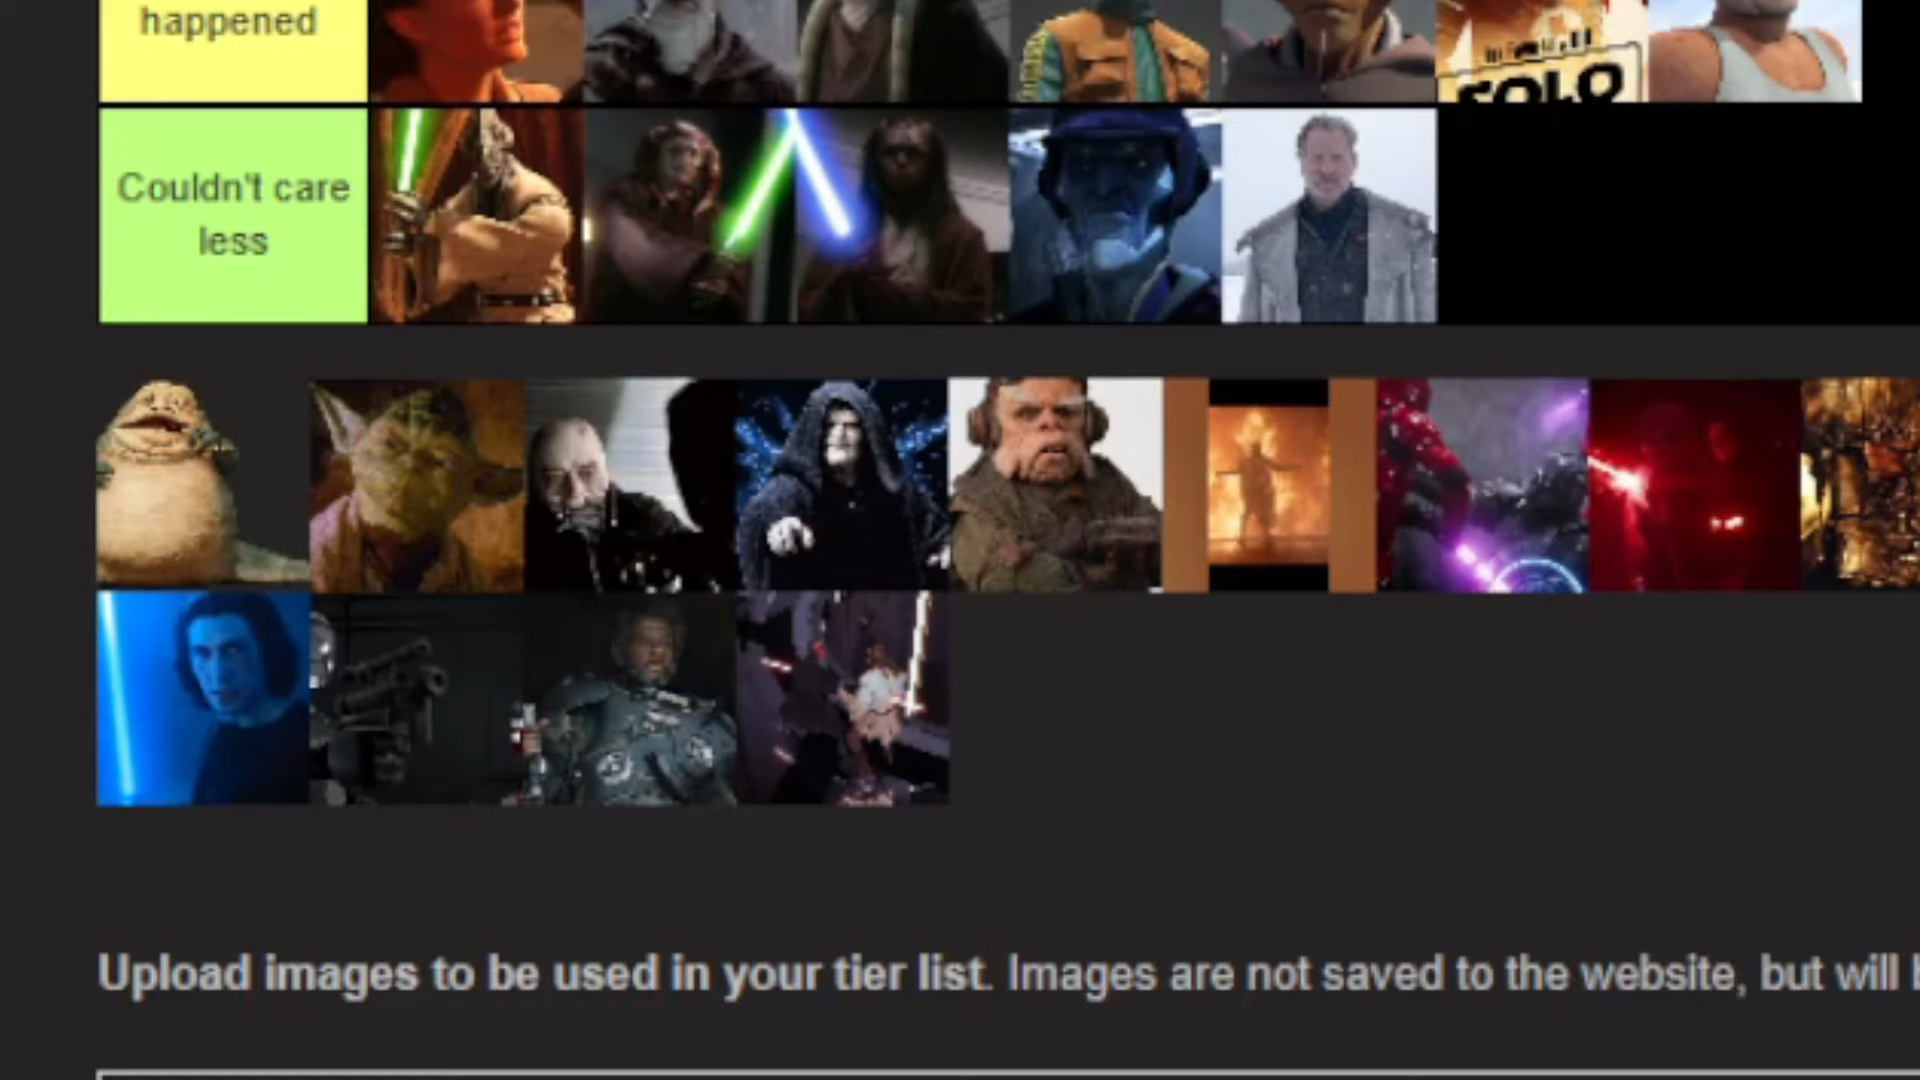 happened
SOLO
Couldn't care
less
Upload images to be used in your tier list. Images are not saved to the website, but will